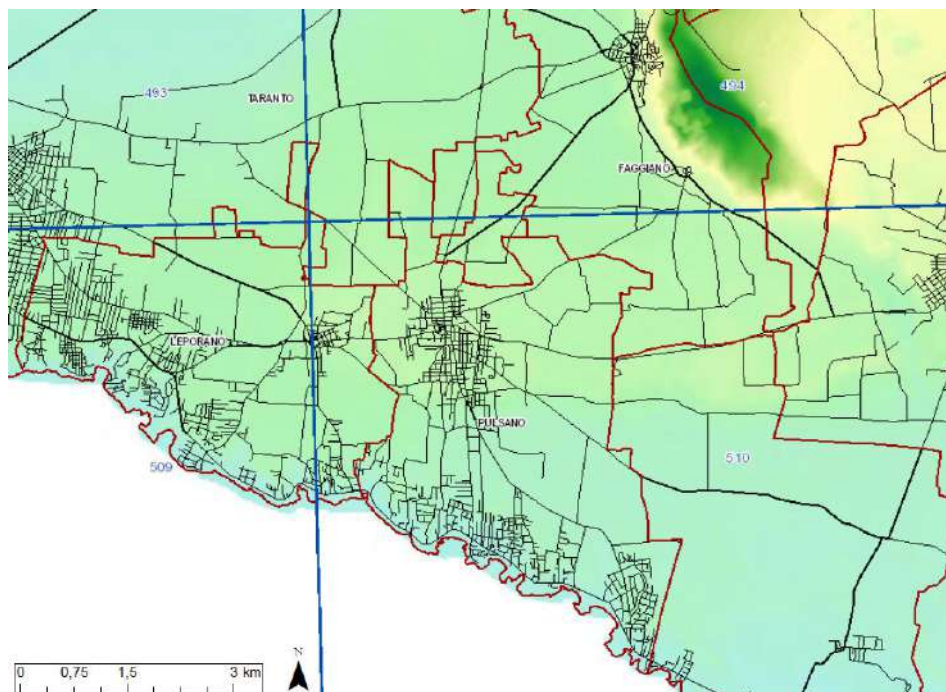 493
TARANTO
494
FAGGIANO
LEPORANO
PULSANO
509
510
N
0 0,75 1,5 3 km